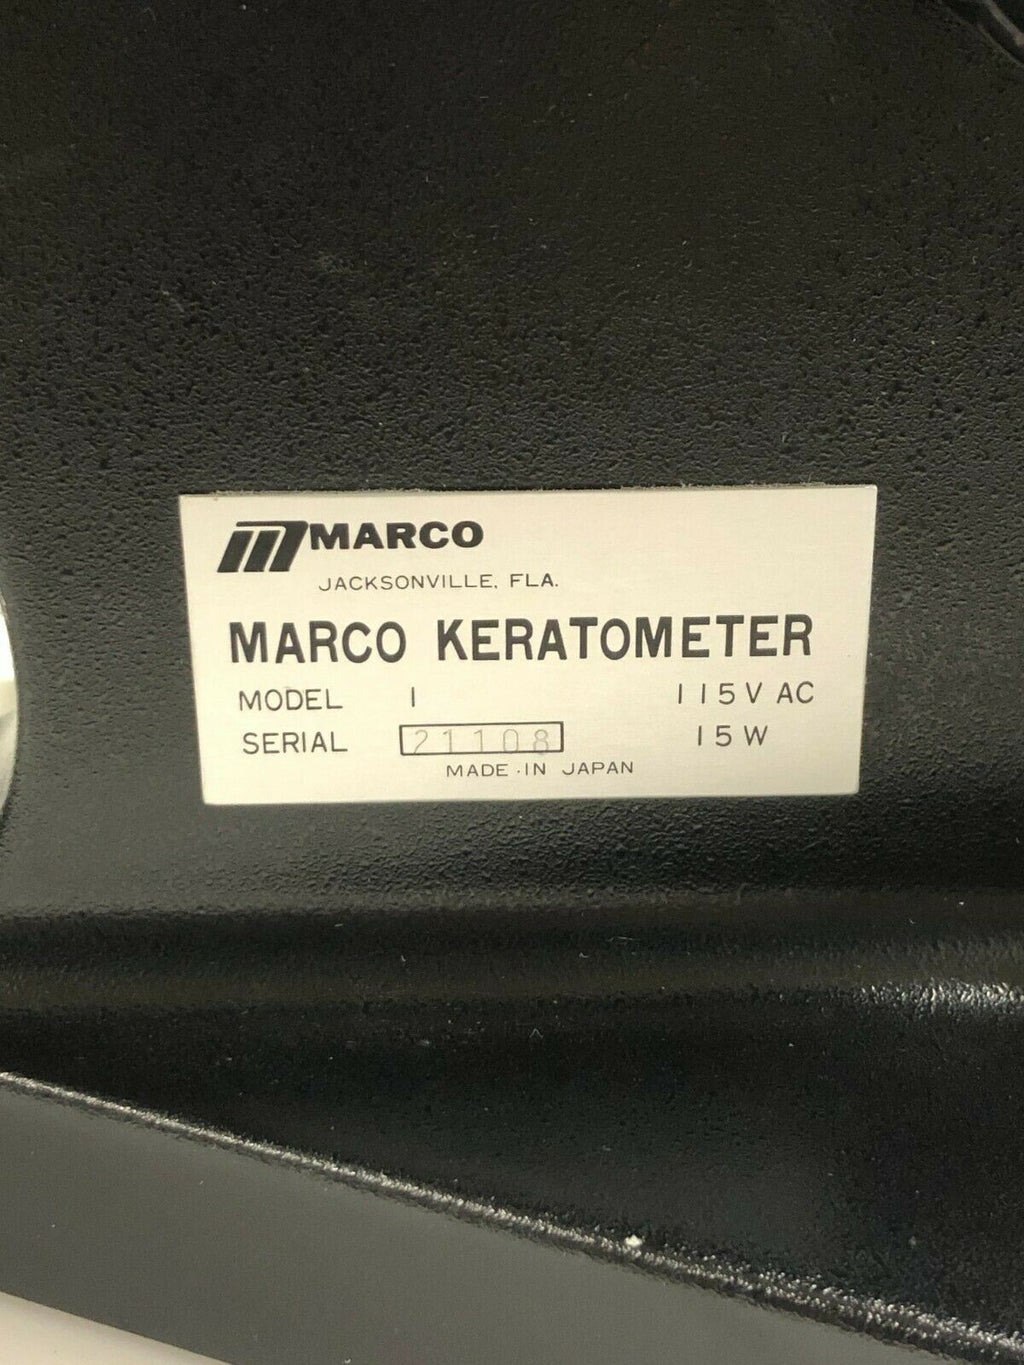 MARCO
JACKSONVILLE, FLA.
MARCO KERATOMETER
MODEL I 115V AC
SERIAL 21108 15W
MADE IN JAPAN